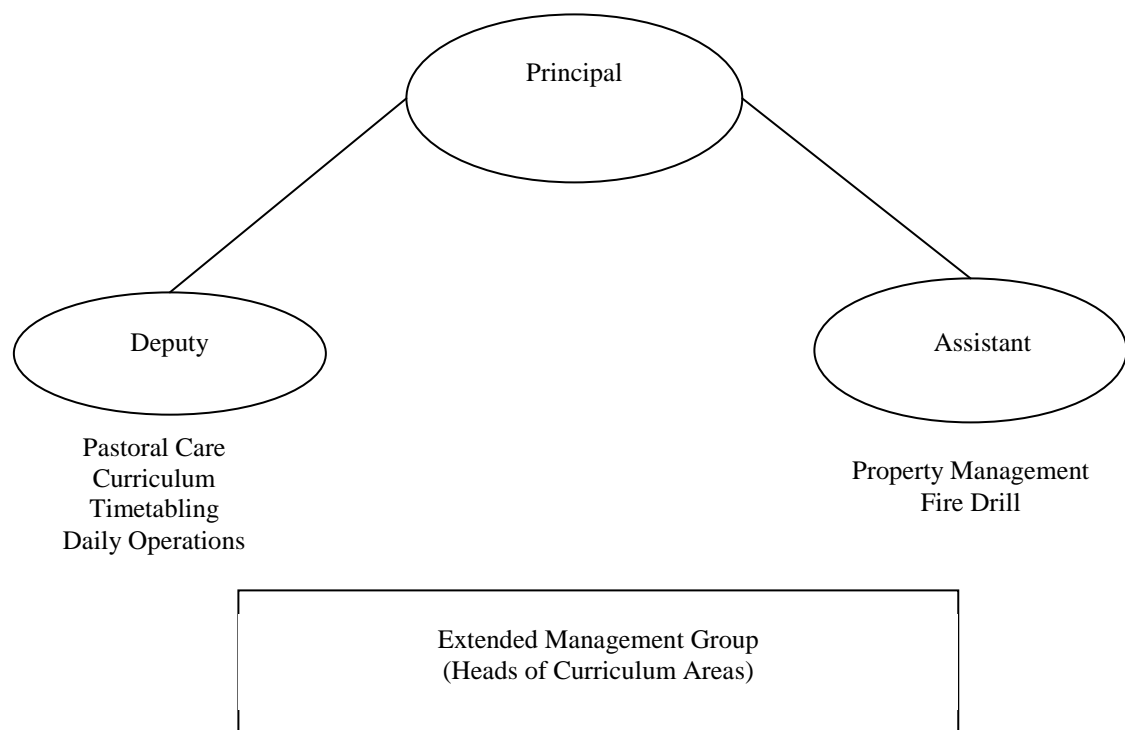 Principal
Deputy
Assistant
Pastoral Care
Curriculum
Timetabling
Daily Operations
Property Management
Fire Drill
Extended Management Group
(Heads of Curriculum Areas)